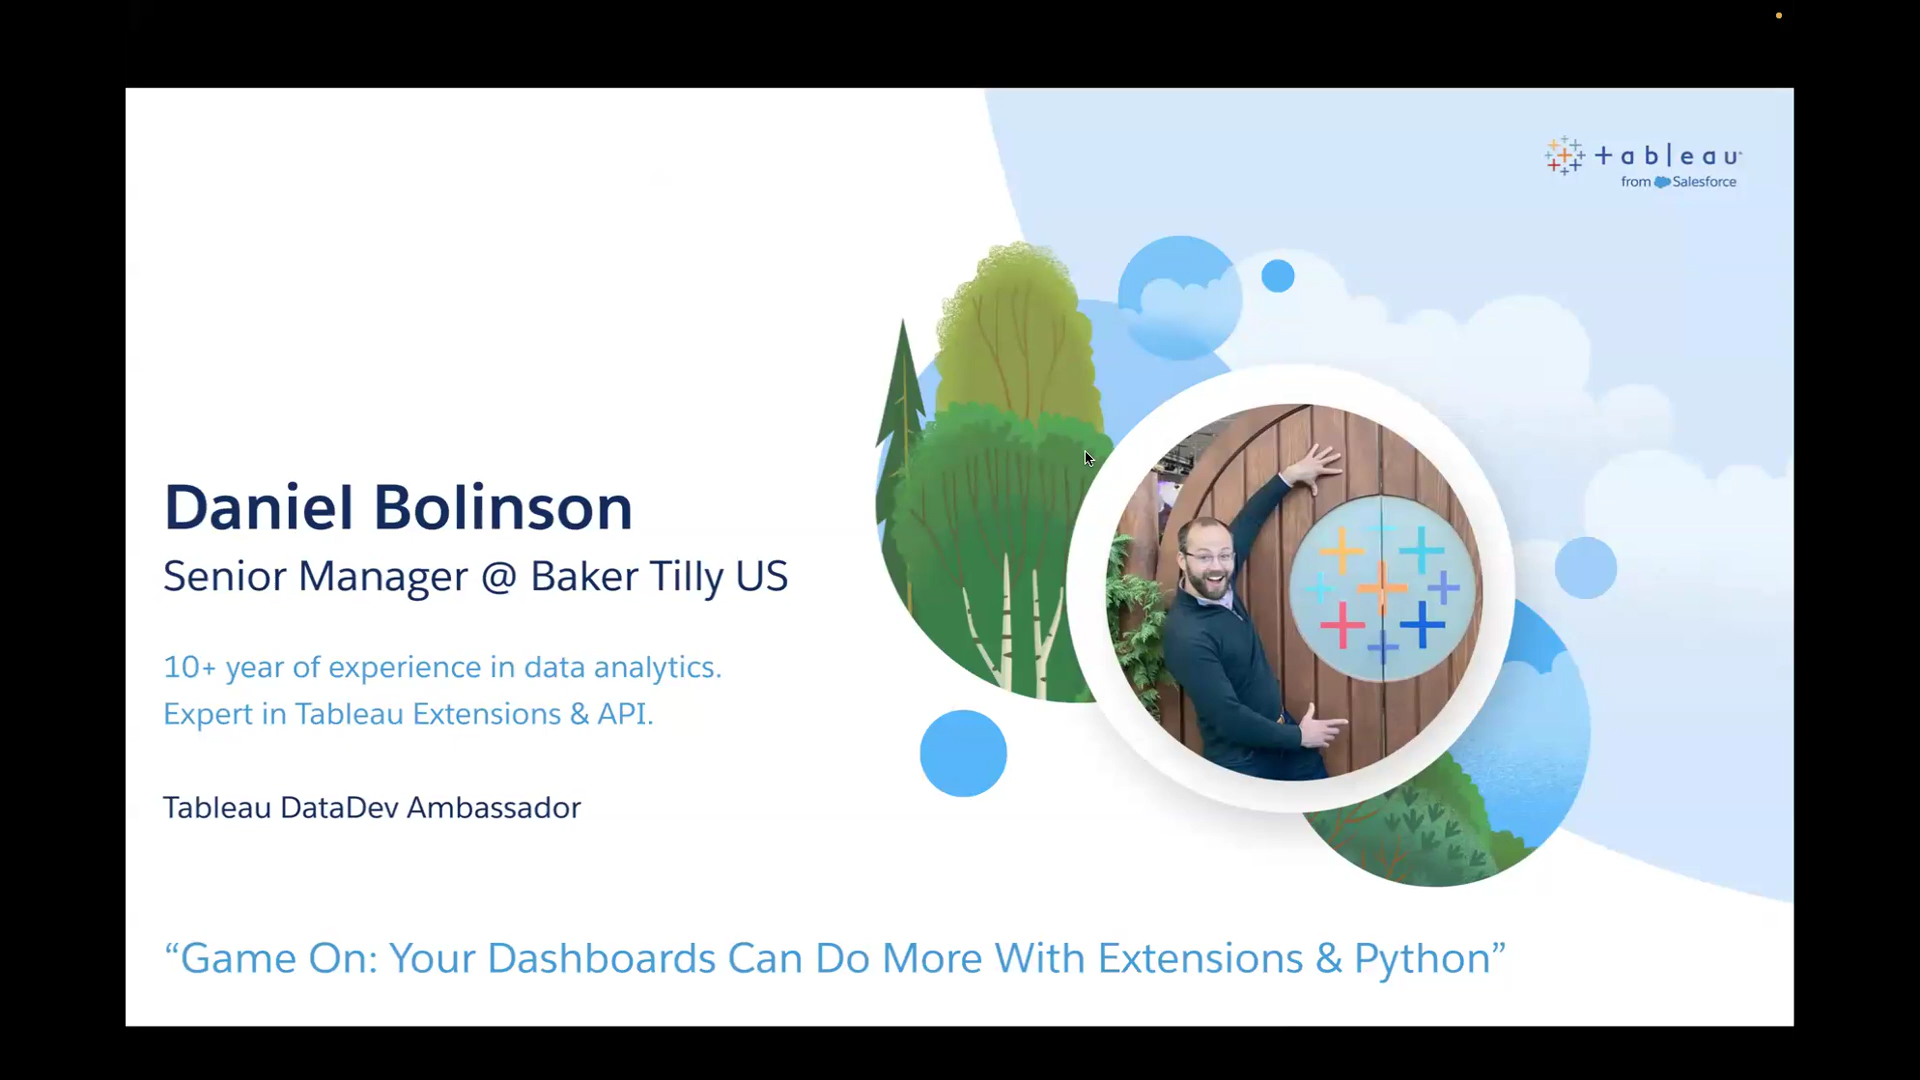 tableau
from Salesforce
Daniel Bolinson
Senior Manager @ Baker Tilly US
10+ year of experience in data analytics.
Expert in Tableau Extensions & API.
Tableau DataDev Ambassador
“Game On: Your Dashboards Can Do More With Extensions & Python”